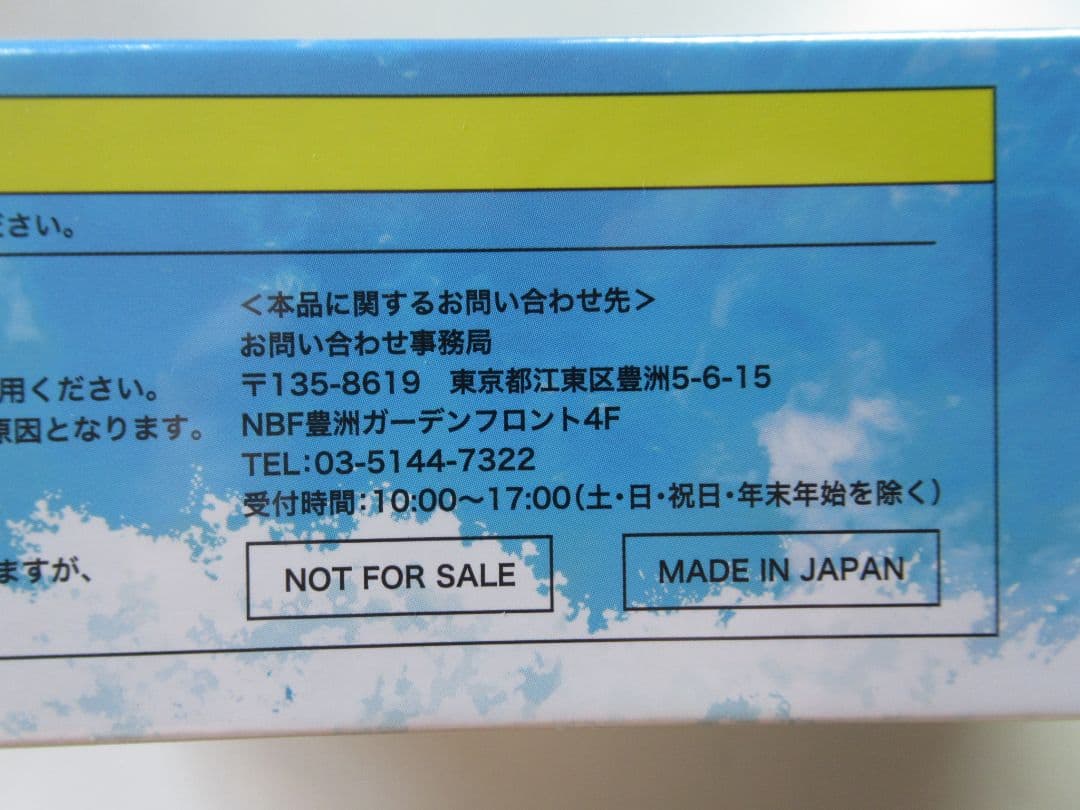 ださい。
＜本品に関するお問い合わせ先＞
お問い合わせ事務局
用ください。
〒135-8619　東京都江東区豊洲5-6-15
原因となります。
NBF豊洲ガーデンフロント4F
TEL:03-5144-7322
受付時間:10:00～17:00(土・日・祝日・年末年始を除く)
ますが、
NOT FOR SALE
MADE IN JAPAN